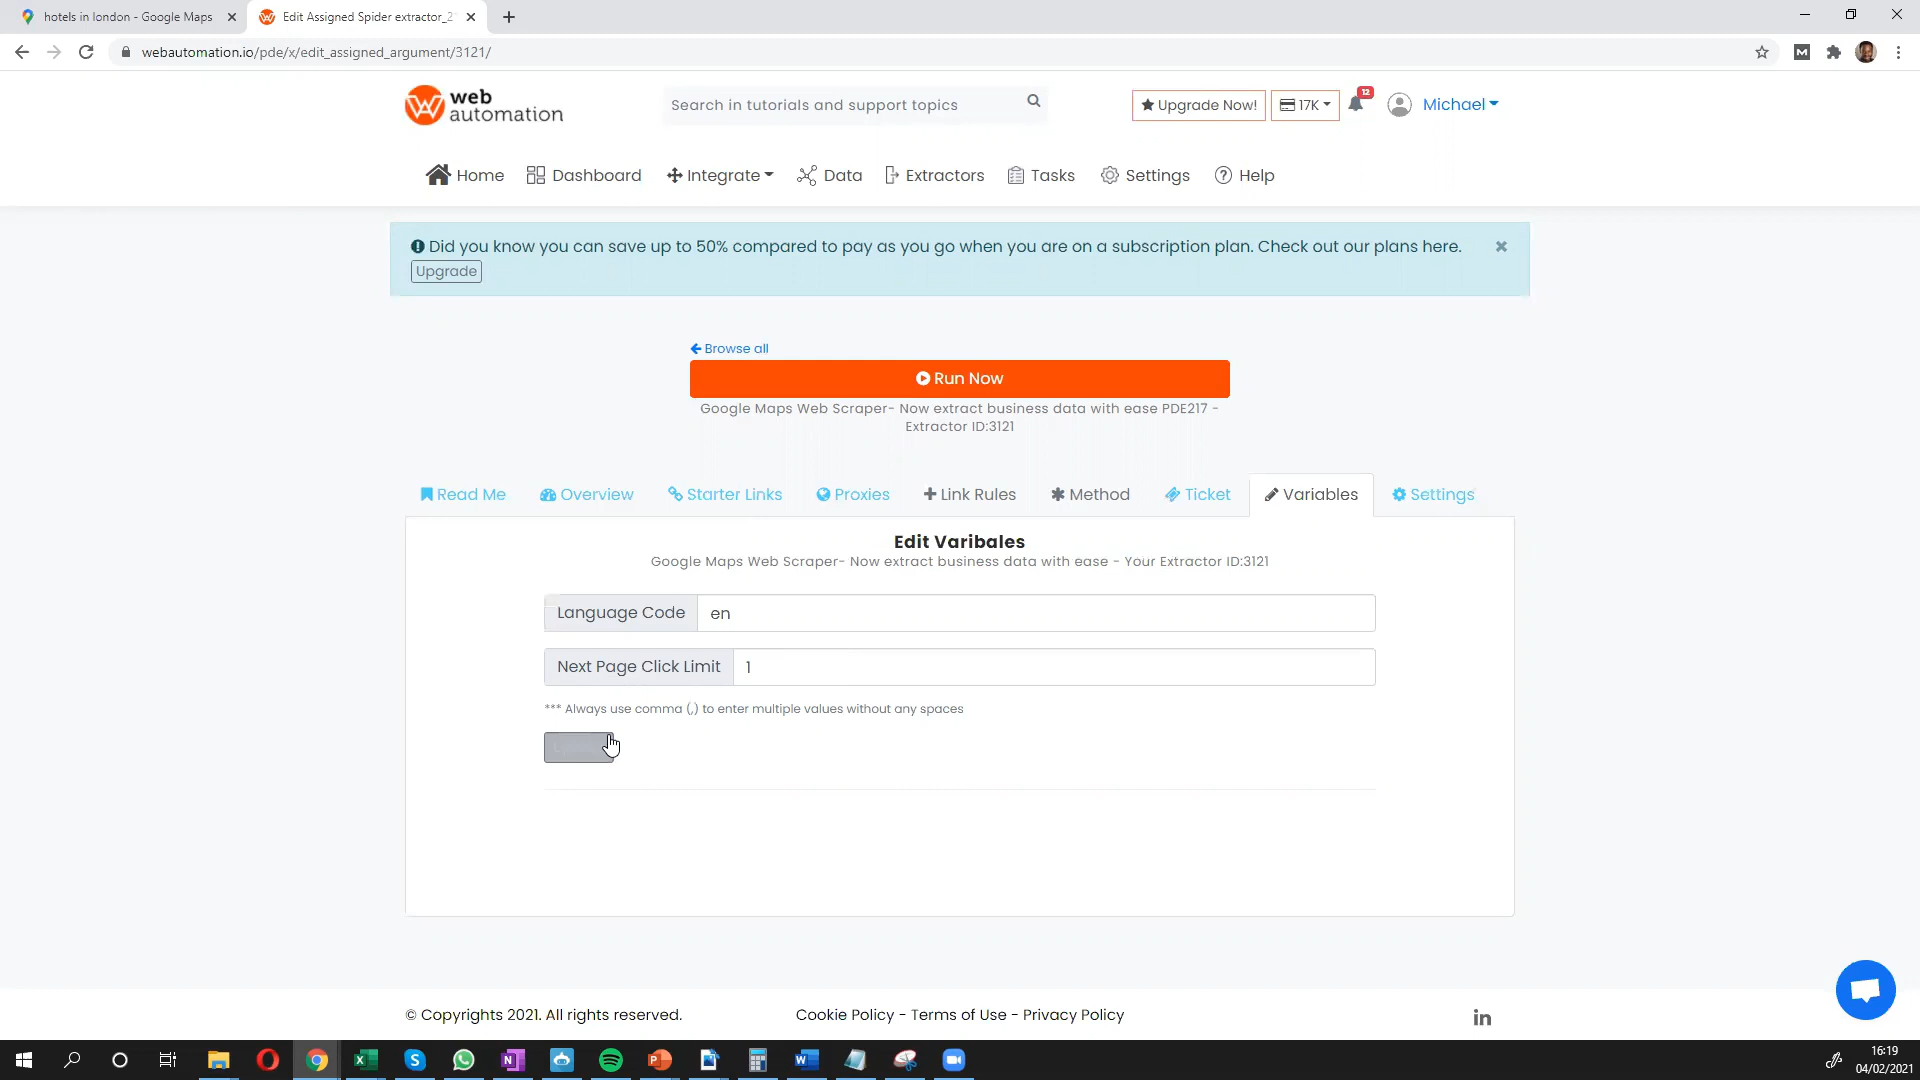 hotels in london - Google Maps
Edit Assigned Spider extractor_2
webautomation.io/pde/x/edit_assigned_argument/3121/
web
automation
Search in tutorials and support topics
Upgrade Now!
17K
12
Michael
Home
Dashboard
Integrate
Data
Extractors
Tasks
Settings
Help
Did you know you can save up to 50% compared to pay as you go when you are on a subscription plan. Check out our plans here.
Upgrade
Browse all
Run Now
Google Maps Web Scraper- Now extract business data with ease PDE217 -
Extractor ID:3121
Read Me
Overview
Starter Links
Proxies
Link Rules
Method
Ticket
Variables
Settings
Edit Varibales
Google Maps Web Scraper- Now extract business data with ease - Your Extractor ID:3121
Language Code
en
Next Page Click Limit
1
*** Always use comma (,) to enter multiple values without any spaces
© Copyrights 2021. All rights reserved.
Cookie Policy - Terms of Use - Privacy Policy
16:19
04/02/2021